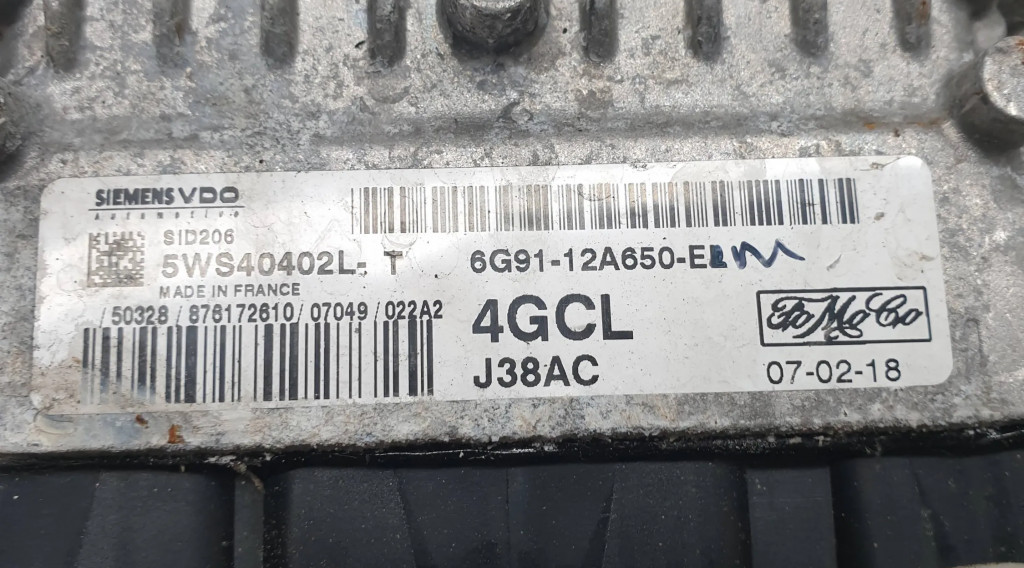 SIEMENS VDO
Automotive
SID206
5WS40402L- T
MADE IN FRANCE
/ 50328 / 876172610 / 07049 / 022A2
6G91-12A650-E
4GCL
J38AC
FoMoCo
07-02-18